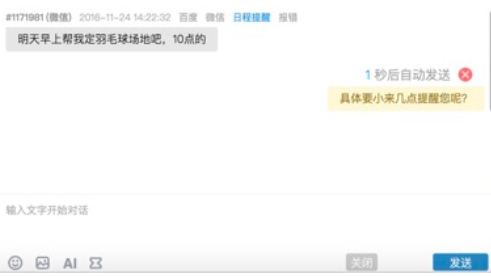 #1171981(微信) 2016-11-24 14:22:32 百度 微信 日程提醒 报错
明天早上帮我定羽毛球场地吧，10点的
1 秒后自动发送
具体要小来几点提醒您呢?
输入文字开始对话
AI
关闭 发送